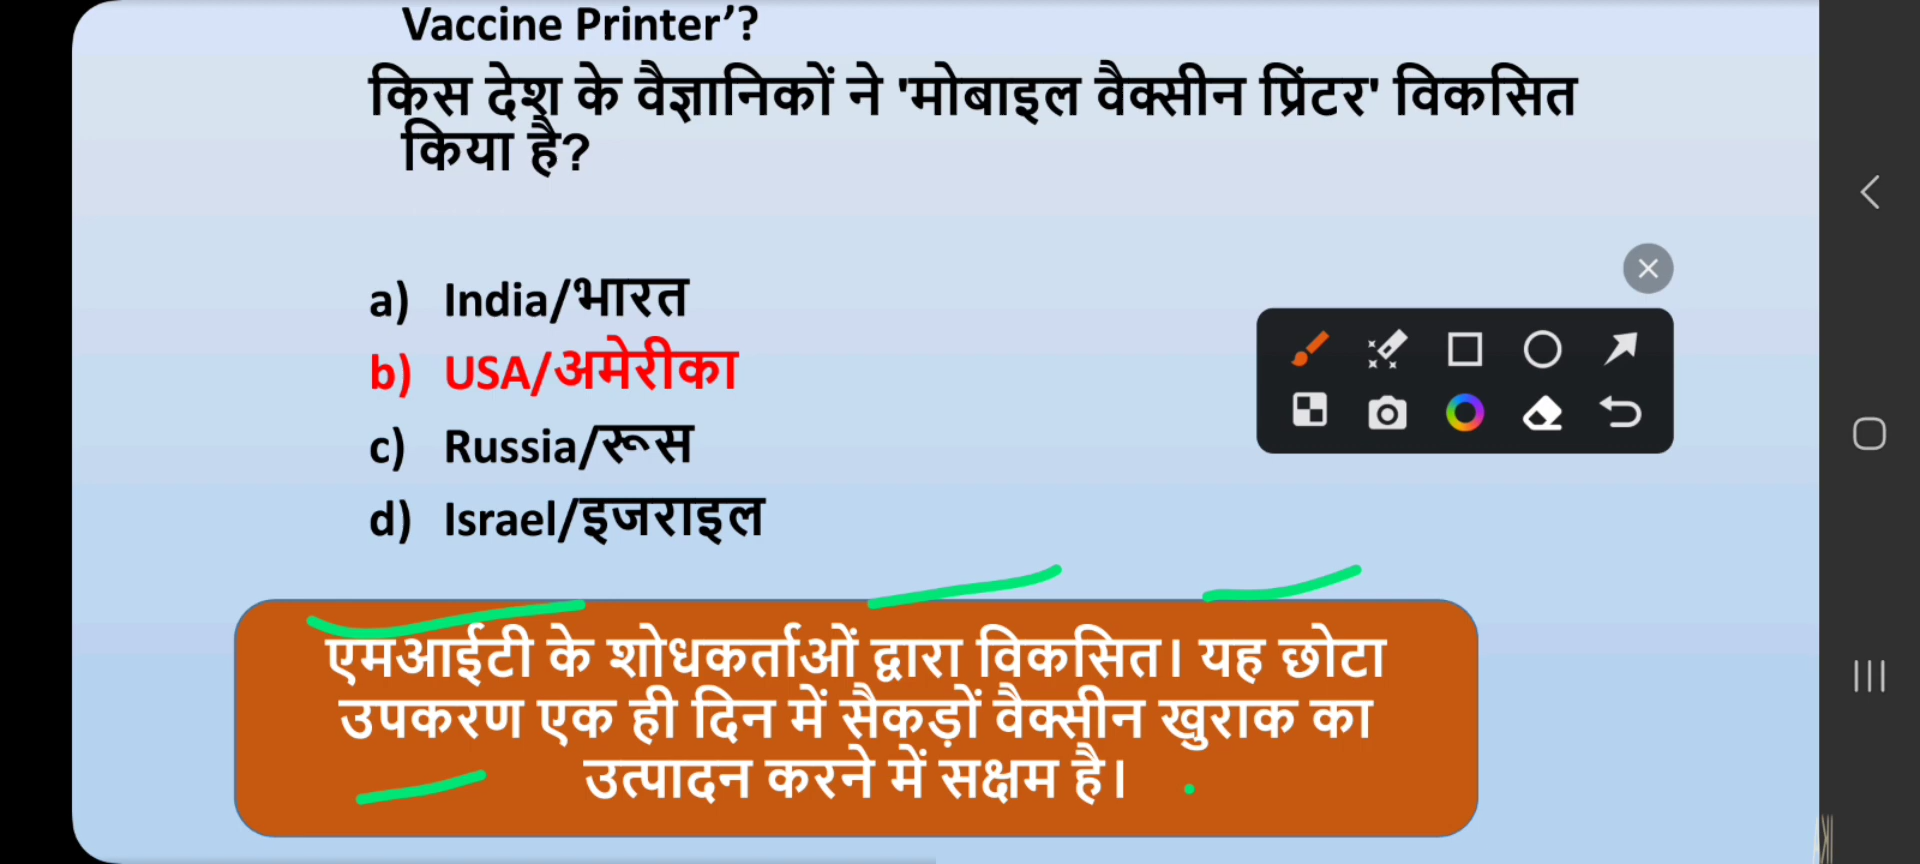 Vaccine Printer’?
किस देश के वैज्ञानिकों ने 'मोबाइल वैक्सीन प्रिंटर' विकसित
किया है?
a) India/भारत
b) USA/अमेरीका
c) Russia/रूस
d) Israel/इजराइल
एमआईटी के शोधकर्ताओं द्वारा विकसित। यह छोटा
उपकरण एक ही दिन में सैकड़ों वैक्सीन खुराक का
उत्पादन करने में सक्षम है।